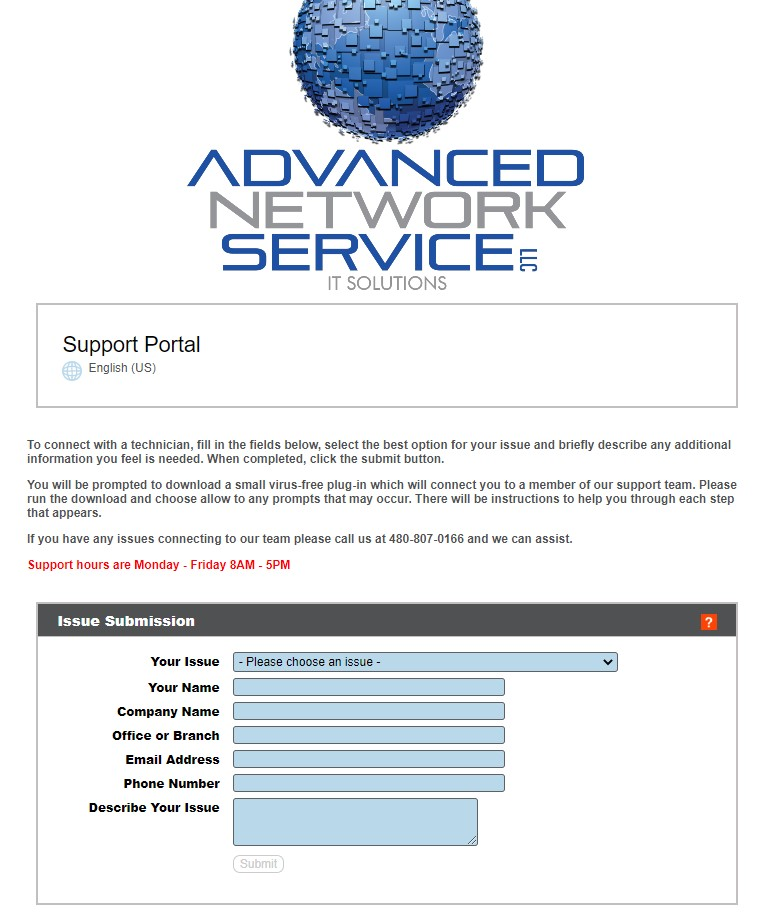 ADVANCED
NETWORK
SERVICE LLC
IT SOLUTIONS
Support Portal
English (US)
To connect with a technician, fill in the fields below, select the best option for your issue and briefly describe any additional
information you feel is needed. When completed, click the submit button.
You will be prompted to download a small virus-free plug-in which will connect you to a member of our support team. Please
run the download and choose allow to any prompts that may occur. There will be instructions to help you through each step
that appears.
If you have any issues connecting to our team please call us at 480-807-0166 and we can assist.
Support hours are Monday - Friday 8AM - 5PM
Issue Submission ?
Your Issue - Please choose an issue -
Your Name
Company Name
Office or Branch
Email Address
Phone Number
Describe Your Issue
Submit